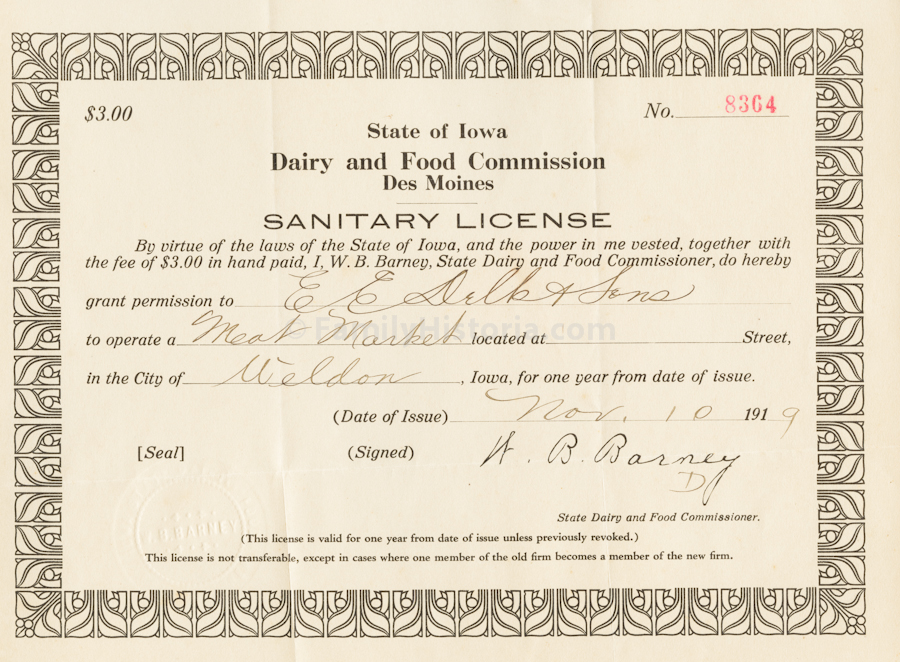 $3.00
No. 8364
State of Iowa
Dairy and Food Commission
Des Moines
SANITARY LICENSE
By virtue of the laws of the State of Iowa, and the power in me vested, together with
the fee of $3.00 in hand paid, I, W. B. Barney, State Dairy and Food Commissioner, do hereby
grant permission to E E Delk & Sons
© FamilyHistoria.com
to operate a Meat Market located at Street,
in the City of Weldon, Iowa, for one year from date of issue.
(Date of Issue) Nov. 10 1919
[Seal] (Signed) W. B. Barney
D
State Dairy and Food Commissioner.
W.B. BARNEY
(This license is valid for one year from date of issue unless previously revoked.)
This license is not transferable, except in cases where one member of the old firm becomes a member of the new firm.